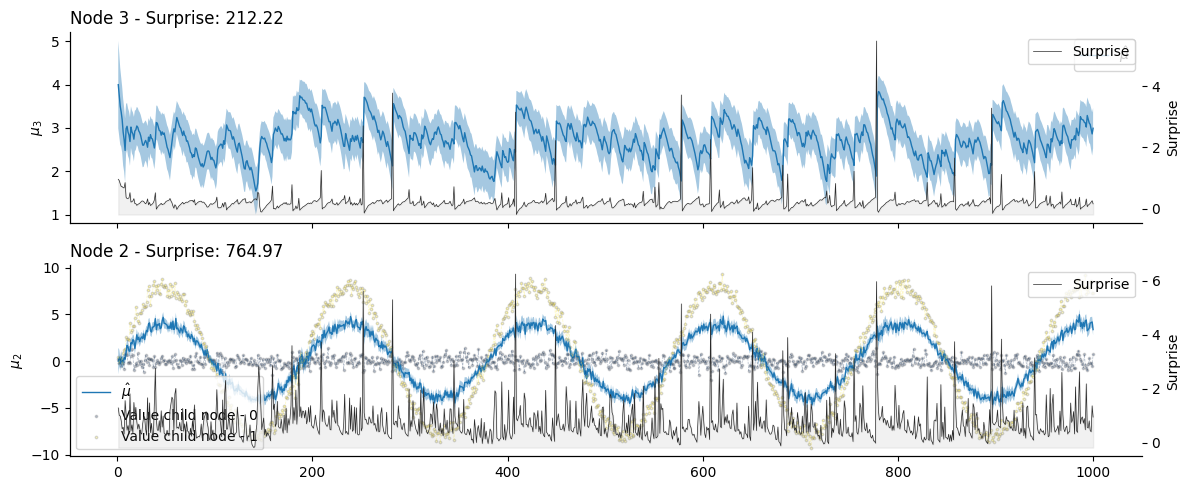 Node 3 - Surprise: 212.22
5
4
3
2
1
μ₃
Surprise
4
2
0
Surprise
Node 2 - Surprise: 764.97
10
5
0
−5
−10
μ₂
Surprise
μ̂
Value child node - 0
Value child node - 1
6
4
2
0
Surprise
0
200
400
600
800
1000